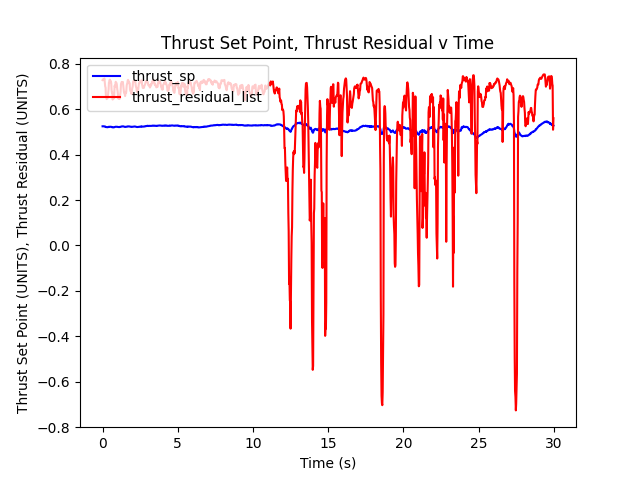 Thrust Set Point, Thrust Residual v Time
thrust_sp
thrust_residual_list
Thrust Set Point (UNITS), Thrust Residual (UNITS)
0.8
0.6
0.4
0.2
0.0
−0.2
−0.4
−0.6
−0.8
0 5 10 15 20 25 30
Time (s)